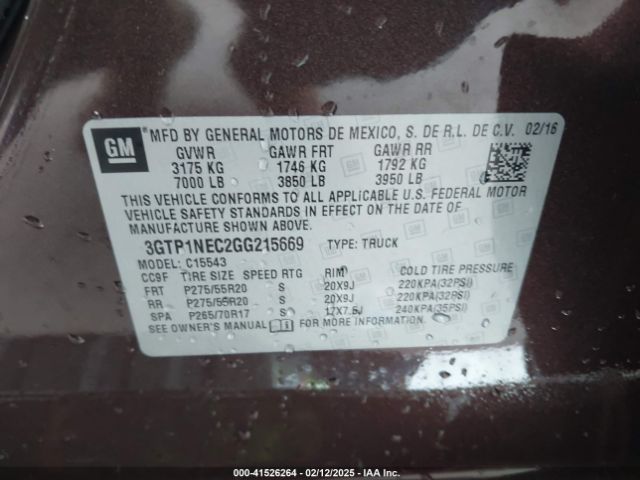 GM
MFD BY GENERAL MOTORS DE MEXICO, S. DE R.L. DE C.V. 02/16
GVWR GAWR FRT GAWR RR
3175 KG 1746 KG 1792 KG
7000 LB 3850 LB 3950 LB
THIS VEHICLE CONFORMS TO ALL APPLICABLE U.S. FEDERAL MOTOR
VEHICLE SAFETY STANDARDS IN EFFECT ON THE DATE OF
MANUFACTURE SHOWN ABOVE.
3GTP1NEC2GG215669 TYPE: TRUCK
MODEL: C15543
CC9F TIRE SIZE SPEED RTG RIM COLD TIRE PRESSURE
FRT P275/55R20 S 20X9J 220KPA(32PSI)
RR P275/55R20 S 20X9J 220KPA(32PSI)
SPA P265/70R17 S 17X7.5J 240KPA(35PSI)
SEE OWNER'S MANUAL FOR MORE INFORMATION.
000-41526264 - 02/12/2025 - IAA Inc.